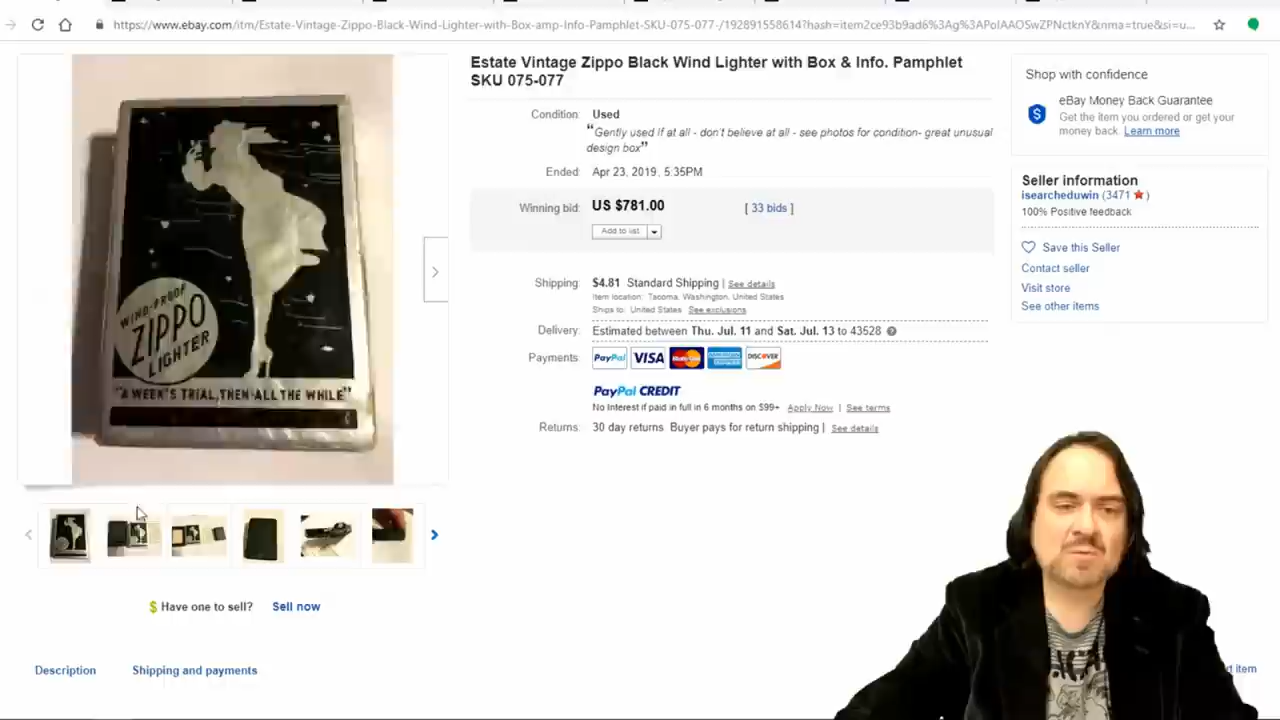 https://www.ebay.com/itm/Estate-Vintage-Zippo-Black-Wind-Lighter-with-Box-amp-Info-Pamphlet-SKU-075-077-/192891558614?hash=item2ce93b9ad6%3Ag%3APoIAAOSwZPNctknY&nma=true&si=u...
Estate Vintage Zippo Black Wind Lighter with Box & Info. Pamphlet
SKU 075-077
Condition: Used
"Gently used if at all - don't believe at all - see photos for condition- great unusual
design box"
Ended: Apr 23, 2019, 5:35PM
Winning bid: US $781.00 [ 33 bids ]
Add to list
Shipping: $4.81 Standard Shipping | See details
Item location: Tacoma, Washington, United States
Ships to: United States See exclusions
Delivery: Estimated between Thu. Jul. 11 and Sat. Jul. 13 to 43528
Payments: PayPal VISA MasterCard AMERICAN EXPRESS DISCOVER
PayPal CREDIT
No Interest if paid in full in 6 months on $99+ Apply Now | See terms
Returns: 30 day returns Buyer pays for return shipping | See details
Shop with confidence
eBay Money Back Guarantee
Get the item you ordered or get your
money back. Learn more
Seller information
isearcheduwin (3471)
100% Positive feedback
Save this Seller
Contact seller
Visit store
See other items
WINDPROOF
ZIPPO
LIGHTER
"A WEEK'S TRIAL, THEN ALL THE WHILE"
$ Have one to sell? Sell now
Description Shipping and payments
item